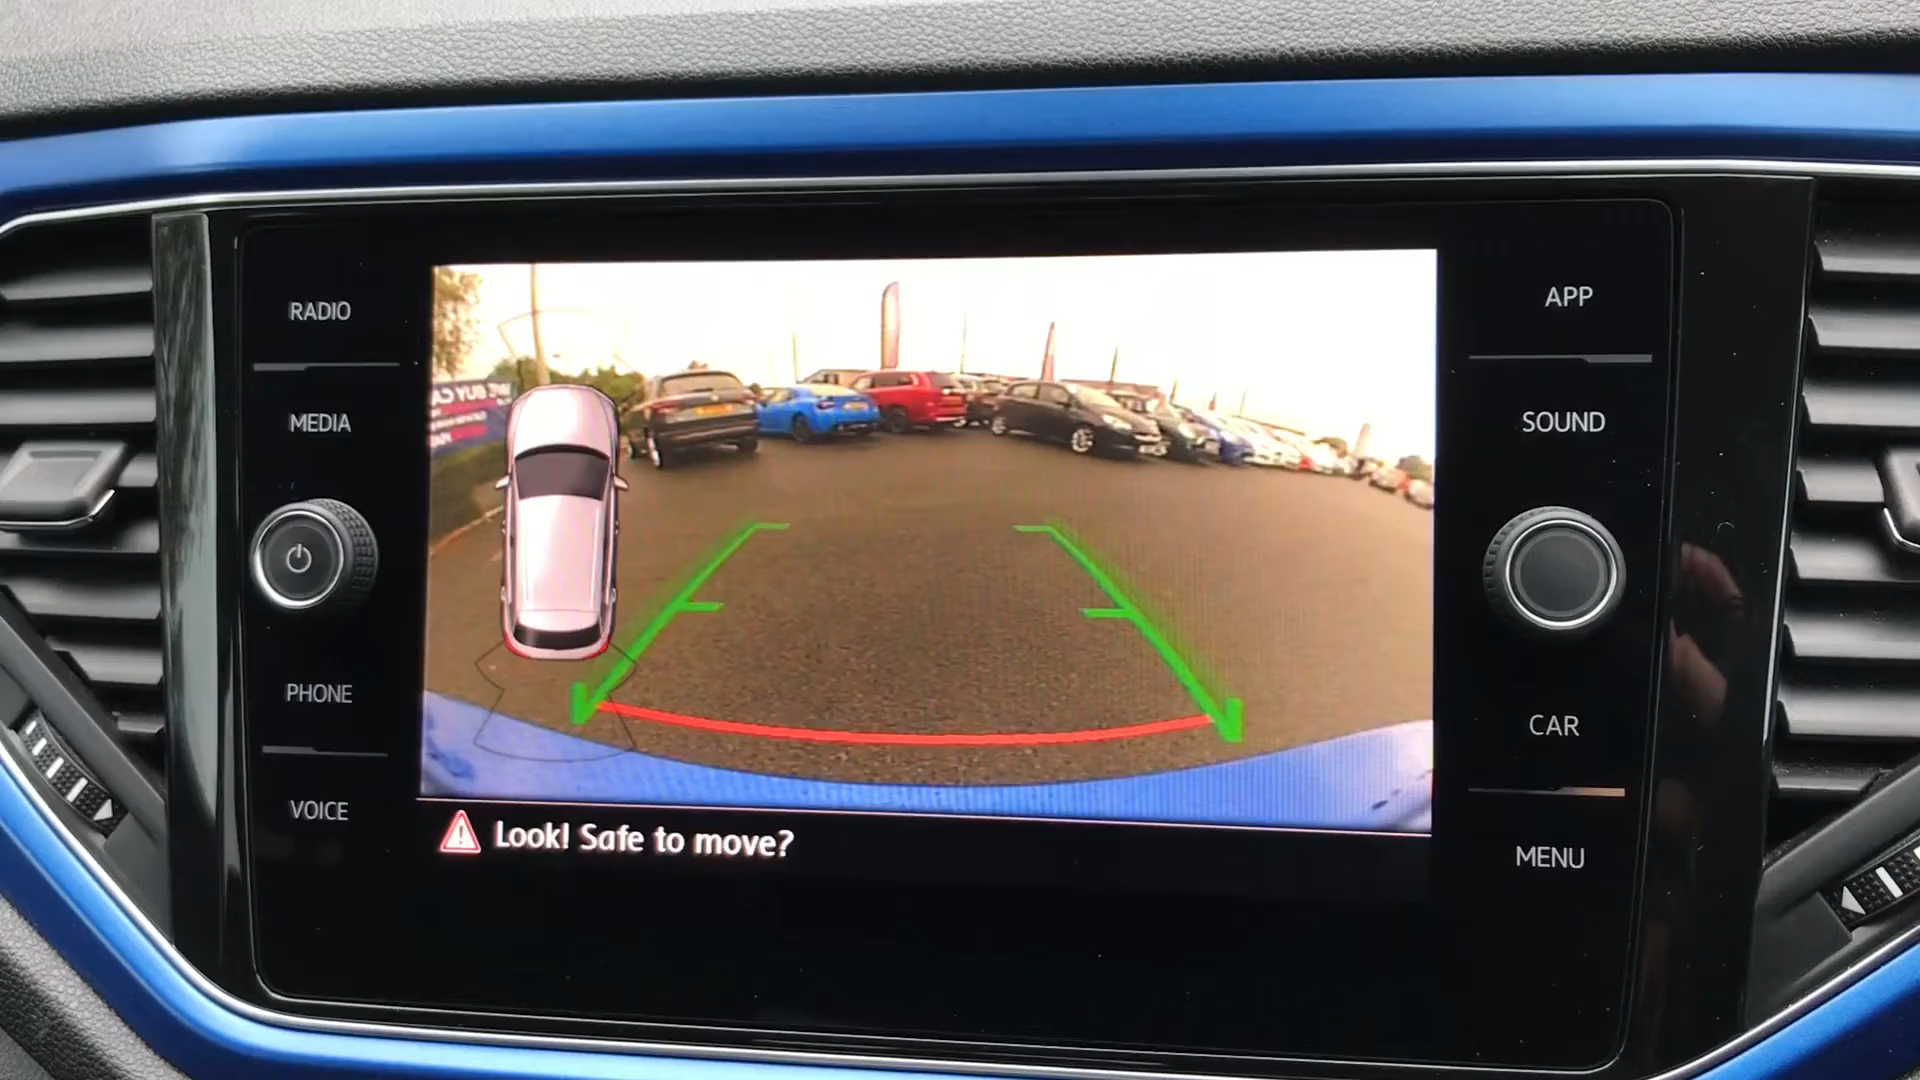 RADIO
MEDIA
PHONE
VOICE
APP
SOUND
CAR
MENU
Look! Safe to move?